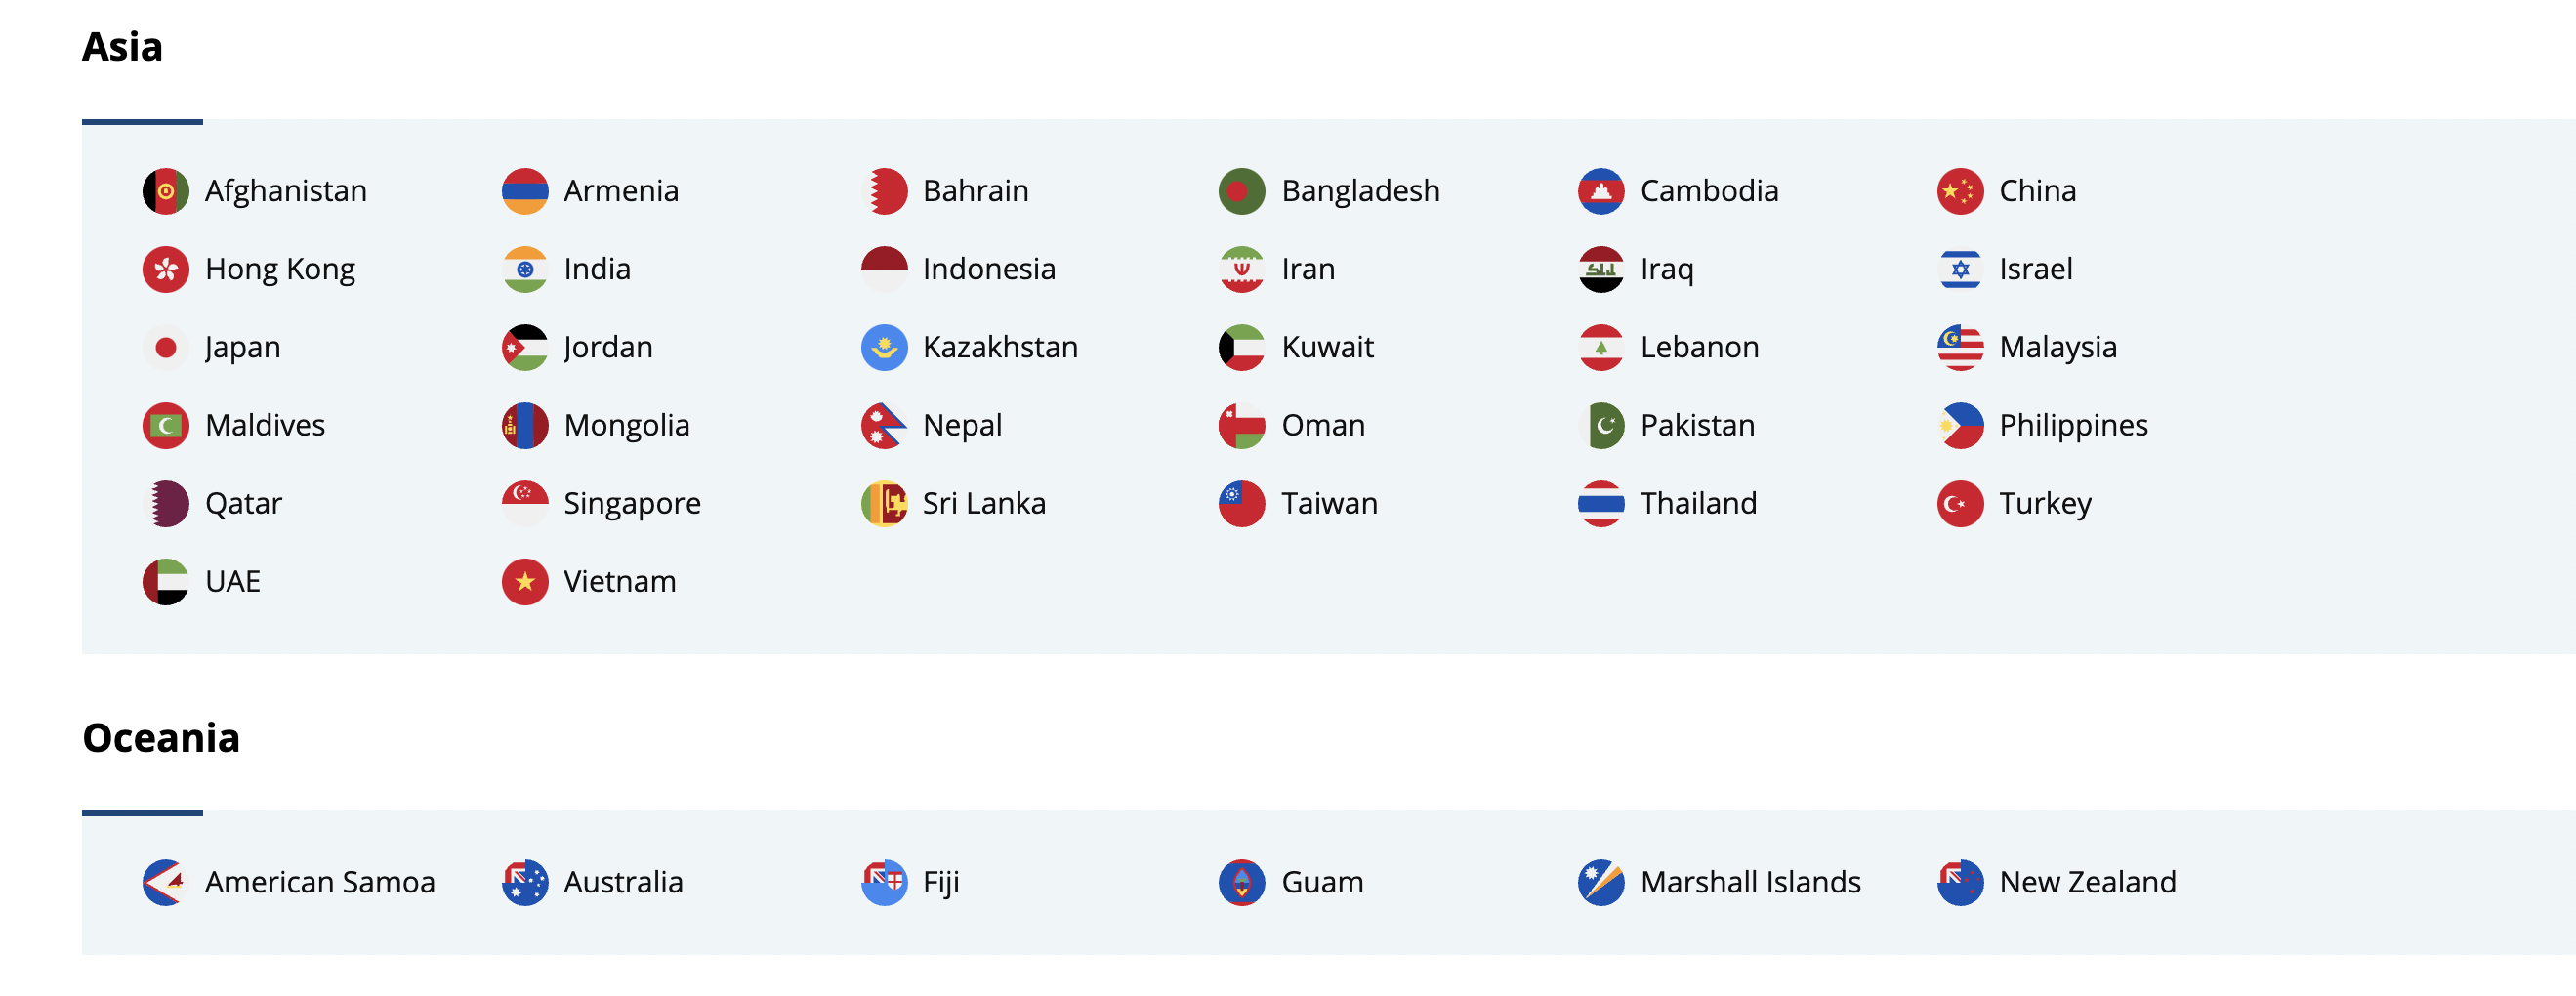 Asia
Afghanistan Armenia Bahrain Bangladesh Cambodia China
Hong Kong India Indonesia Iran Iraq Israel
Japan Jordan Kazakhstan Kuwait Lebanon Malaysia
Maldives Mongolia Nepal Oman Pakistan Philippines
Qatar Singapore Sri Lanka Taiwan Thailand Turkey
UAE Vietnam
Oceania
American Samoa Australia Fiji Guam Marshall Islands New Zealand